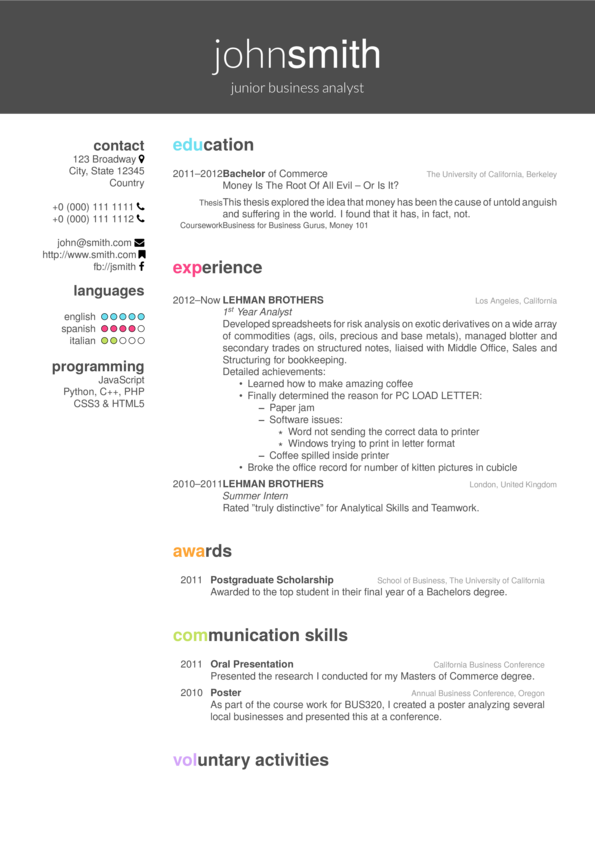 johnsmith
junior business analyst
contact
123 Broadway
City, State 12345
Country
+0 (000) 111 1111
+0 (000) 111 1112
john@smith.com
http://www.smith.com
fb://jsmith
languages
english
spanish
italian
programming
JavaScript
Python, C++, PHP
CSS3 & HTML5
education
2011–2012 Bachelor of Commerce The University of California, Berkeley
Money Is The Root Of All Evil – Or Is It?
Thesis This thesis explored the idea that money has been the cause of untold anguish
and suffering in the world. I found that it has, in fact, not.
Coursework Business for Business Gurus, Money 101
experience
2012–Now LEHMAN BROTHERS Los Angeles, California
1st Year Analyst
Developed spreadsheets for risk analysis on exotic derivatives on a wide array
of commodities (ags, oils, precious and base metals), managed blotter and
secondary trades on structured notes, liaised with Middle Office, Sales and
Structuring for bookkeeping.
Detailed achievements:
• Learned how to make amazing coffee
• Finally determined the reason for PC LOAD LETTER:
– Paper jam
– Software issues:
* Word not sending the correct data to printer
* Windows trying to print in letter format
– Coffee spilled inside printer
• Broke the office record for number of kitten pictures in cubicle
2010–2011 LEHMAN BROTHERS London, United Kingdom
Summer Intern
Rated "truly distinctive" for Analytical Skills and Teamwork.
awards
2011 Postgraduate Scholarship School of Business, The University of California
Awarded to the top student in their final year of a Bachelors degree.
communication skills
2011 Oral Presentation California Business Conference
Presented the research I conducted for my Masters of Commerce degree.
2010 Poster Annual Business Conference, Oregon
As part of the course work for BUS320, I created a poster analyzing several
local businesses and presented this at a conference.
voluntary activities